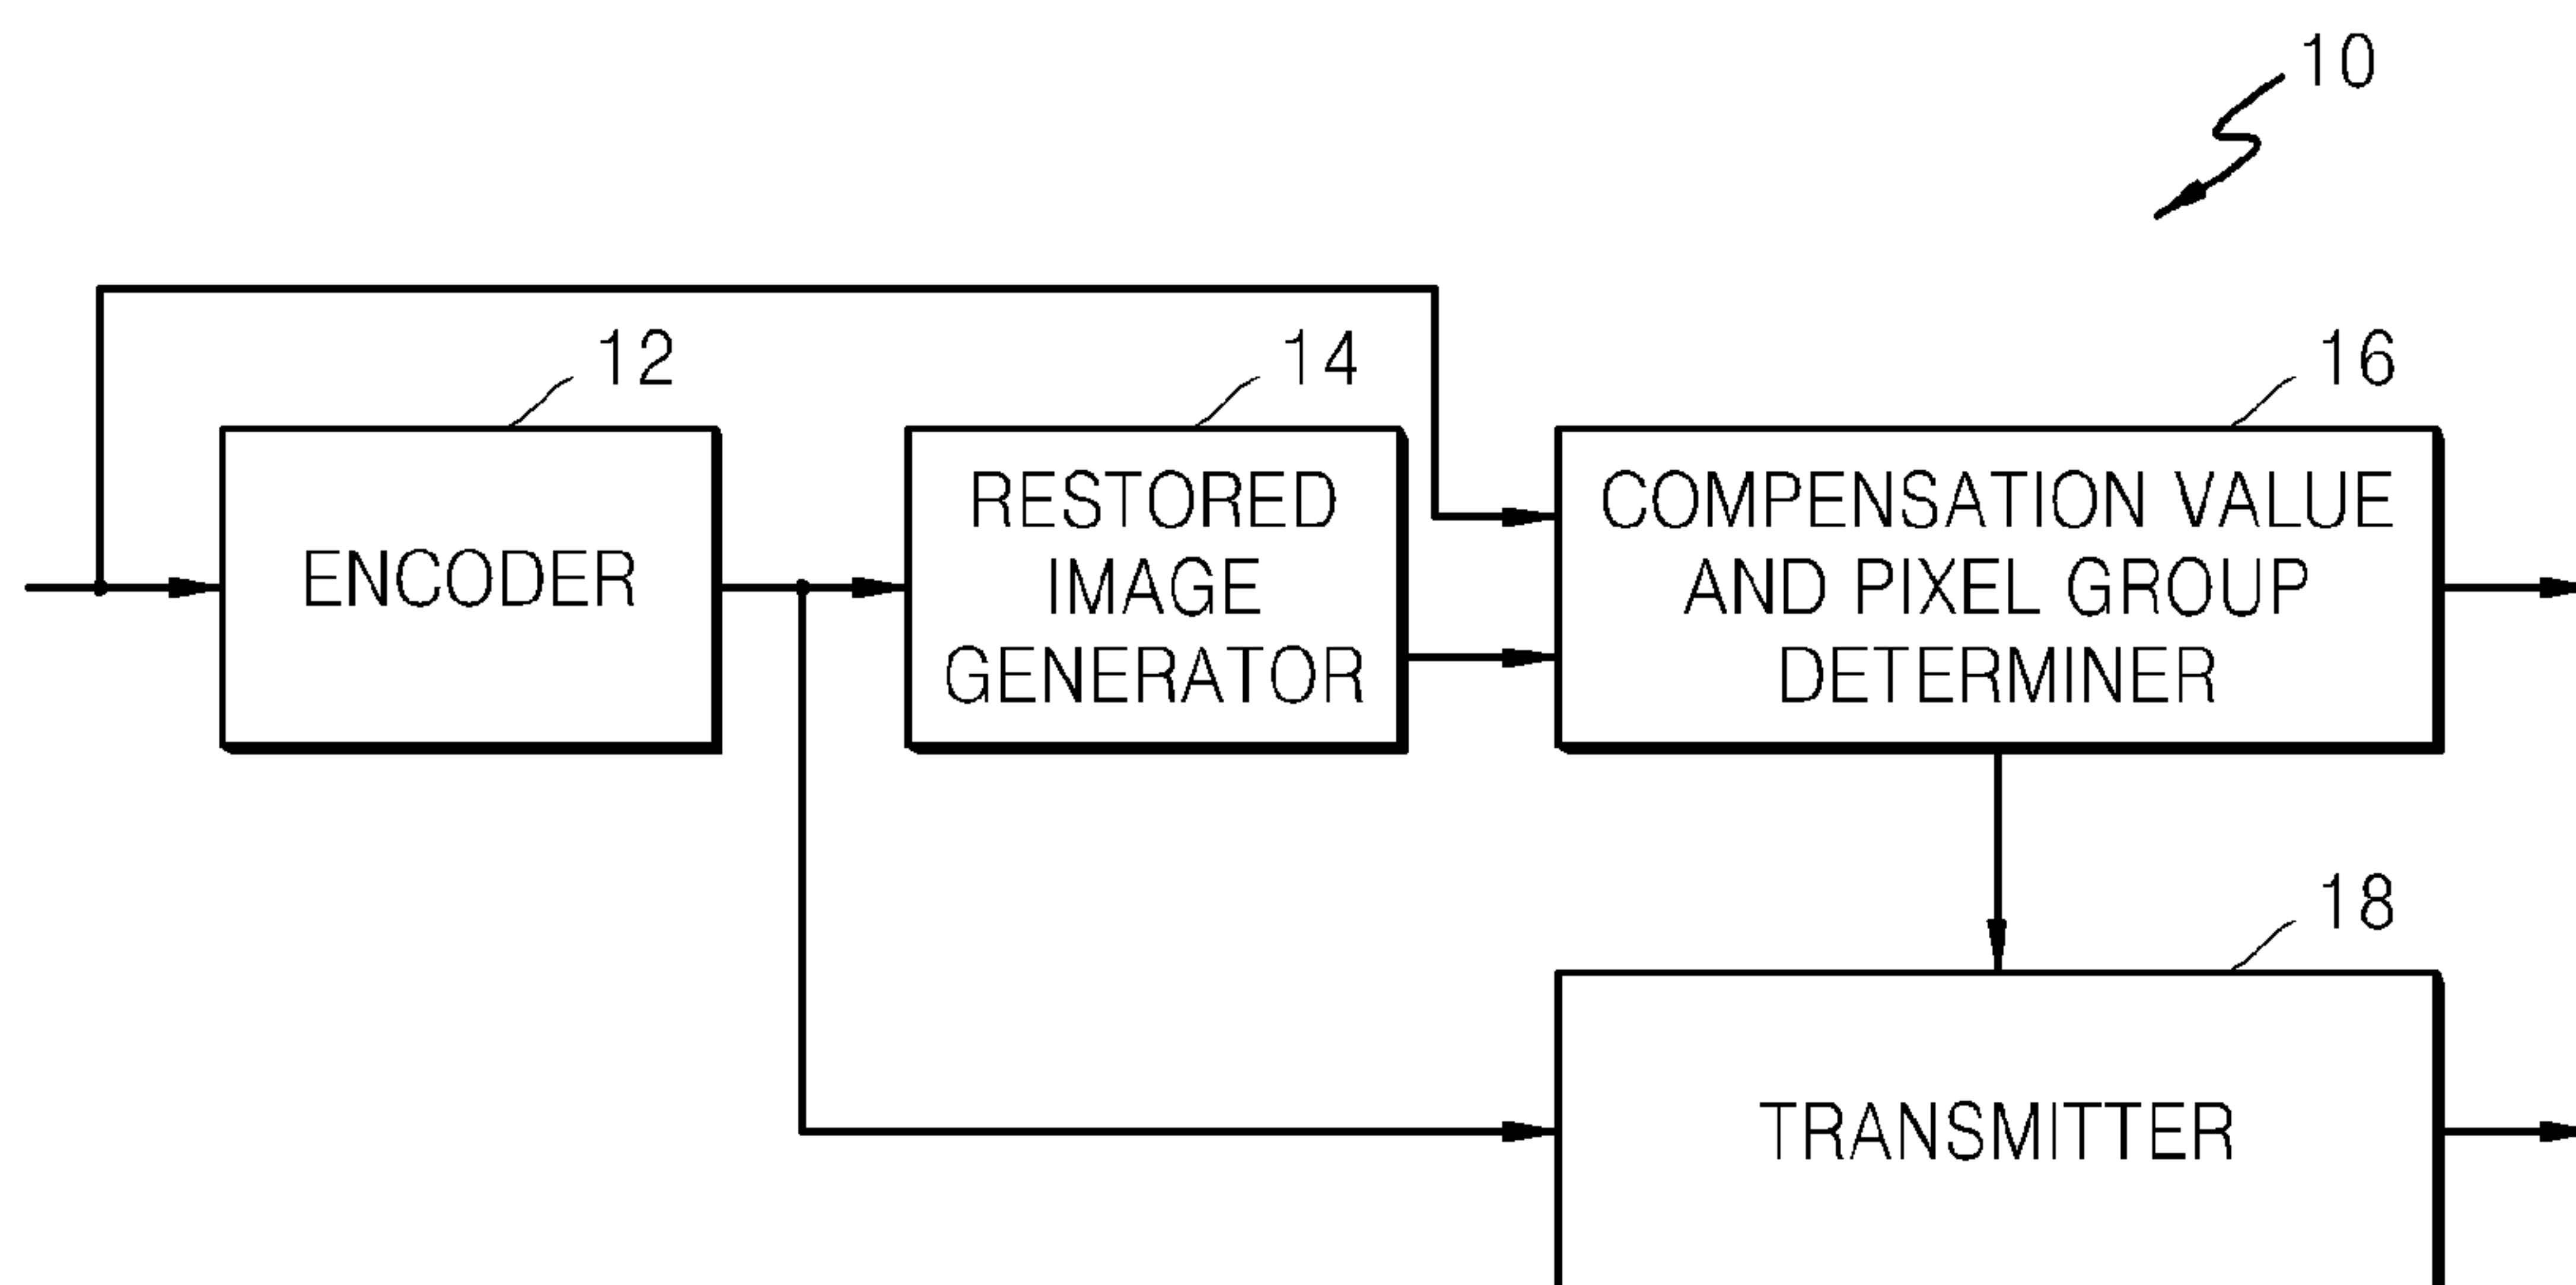 10
12
14
16
ENCODER
RESTORED
IMAGE
GENERATOR
COMPENSATION VALUE
AND PIXEL GROUP
DETERMINER
18
TRANSMITTER